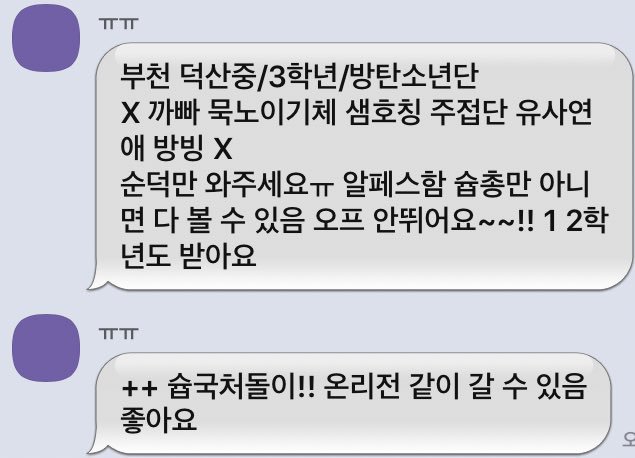 ㅠㅠ
부천 덕산중/3학년/방탄소년단
X 까빠 묵노이기체 샘호칭 주접단 유사연
애 방빙 X
순덕만 와주세요ㅠ 알페스함 슙총만 아니
면 다 볼 수 있음 오프 안뛰어요~~!! 1 2학
년도 받아요
ㅠㅠ
++ 슙국처돌이!! 온리전 같이 갈 수 있음
좋아요
오